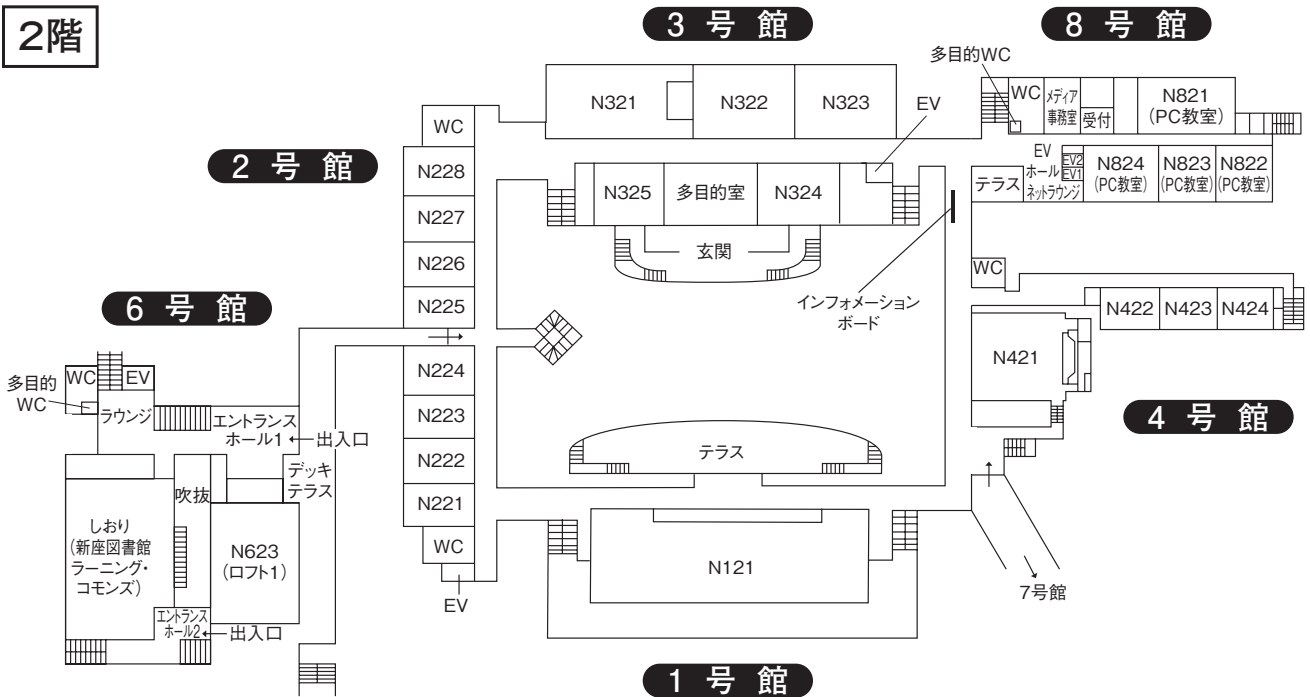 2階
3 号 館
8 号 館
多目的WC
N321
N322
N323
EV
WC
メディア
事務室
受付
N821
(PC教室)
2 号 館
WC
N228
N227
N226
N225
N325
多目的室
N324
玄関
テラス
EV
ホール
ネットラウンジ
EV2
EV1
N824
(PC教室)
N823
(PC教室)
N822
(PC教室)
WC
インフォメーション
ボード
6 号 館
N422
N423
N424
N421
4 号 館
多目的
WC
WC
EV
ラウンジ
エントランス
ホール1
出入口
デッキ
テラス
N224
N223
N222
N221
WC
EV
テラス
吹抜
しおり
(新座図書館
ラーニング・
コモンズ)
N623
(ロフト1)
エントランス
ホール2
出入口
N121
7号館
1 号 館